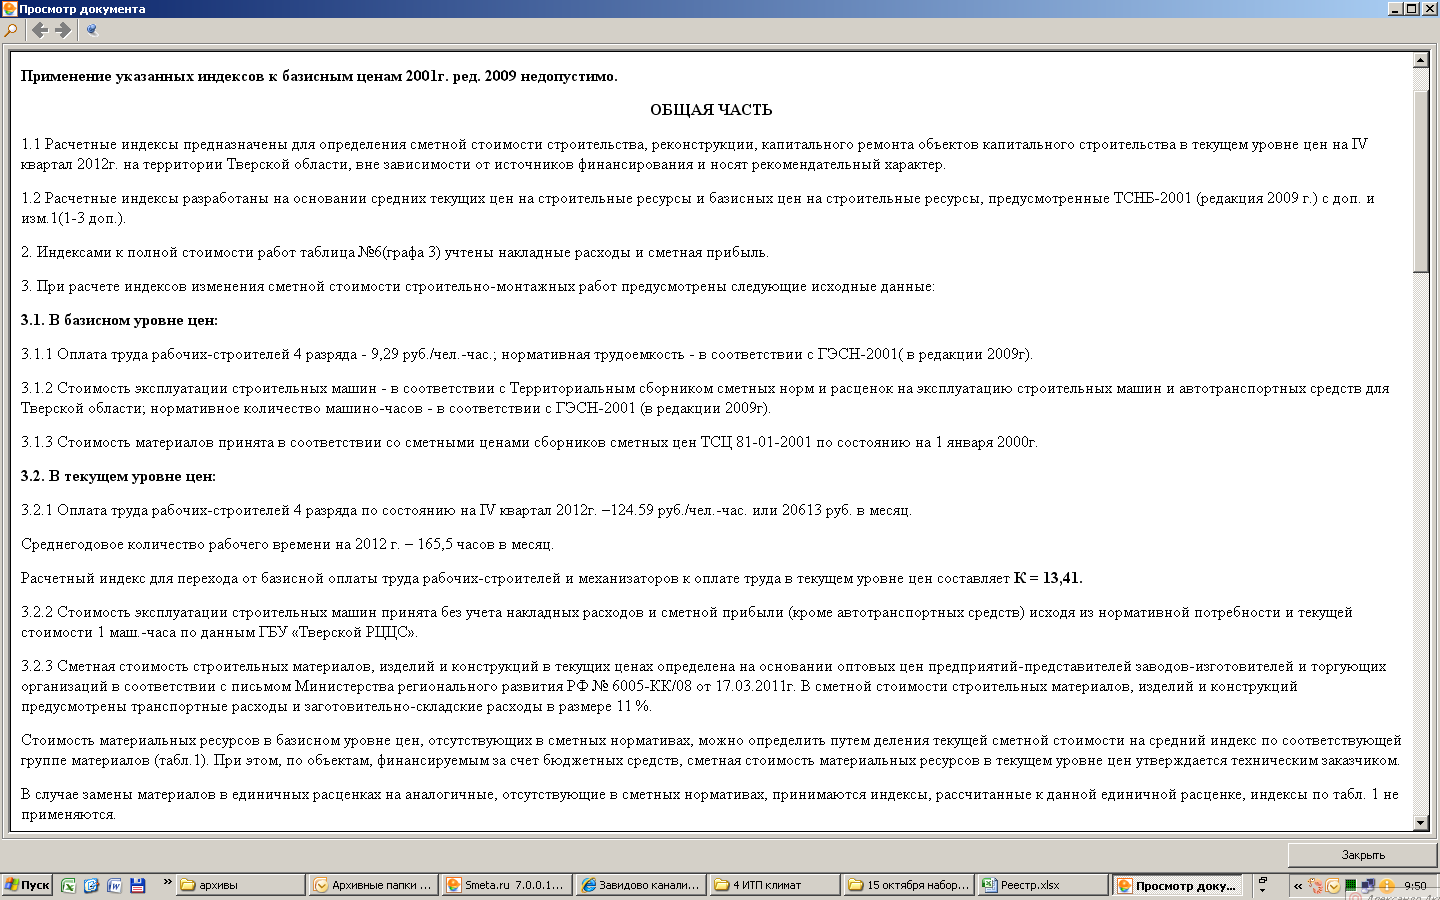 Просмотр документа
Применение указанных индексов к базисным ценам 2001г. ред. 2009 недопустимо.
ОБЩАЯ ЧАСТЬ
1.1 Расчетные индексы предназначены для определения сметной стоимости строительства, реконструкции, капитального ремонта объектов капитального строительства в текущем уровне цен на IV
квартал 2012г. на территории Тверской области, вне зависимости от источников финансирования и носят рекомендательный характер.
1.2 Расчетные индексы разработаны на основании средних текущих цен на строительные ресурсы и базисных цен на строительные ресурсы, предусмотренные ТСНБ-2001 (редакция 2009 г.) с доп. и
изм.1(1-3 доп.).
2. Индексами к полной стоимости работ таблица №6(графа 3) учтены накладные расходы и сметная прибыль.
3. При расчете индексов изменения сметной стоимости строительно-монтажных работ предусмотрены следующие исходные данные:
3.1. В базисном уровне цен:
3.1.1 Оплата труда рабочих-строителей 4 разряда - 9,29 руб./чел.-час.; нормативная трудоемкость - в соответствии с ГЭСН-2001( в редакции 2009г).
3.1.2 Стоимость эксплуатации строительных машин - в соответствии с Территориальным сборником сметных норм и расценок на эксплуатацию строительных машин и автотранспортных средств для
Тверской области; нормативное количество машино-часов - в соответствии с ГЭСН-2001 (в редакции 2009г).
3.1.3 Стоимость материалов принята в соответствии со сметными ценами сборников сметных цен ТСЦ 81-01-2001 по состоянию на 1 января 2000г.
3.2. В текущем уровне цен:
3.2.1 Оплата труда рабочих-строителей 4 разряда по состоянию на IV квартал 2012г. –124.59 руб./чел.-час. или 20613 руб. в месяц.
Среднегодовое количество рабочего времени на 2012 г. – 165,5 часов в месяц.
Расчетный индекс для перехода от базисной оплаты труда рабочих-строителей и механизаторов к оплате труда в текущем уровне цен составляет К = 13,41.
3.2.2 Стоимость эксплуатации строительных машин принята без учета накладных расходов и сметной прибыли (кроме автотранспортных средств) исходя из нормативной потребности и текущей
стоимости 1 маш.-часа по данным ГБУ «Тверской РЦЦС».
3.2.3 Сметная стоимость строительных материалов, изделий и конструкций в текущих ценах определена на основании оптовых цен предприятий-представителей заводов-изготовителей и торгующих
организаций в соответствии с письмом Министерства регионального развития РФ № 6005-КК/08 от 17.03.2011г. В сметной стоимости строительных материалов, изделий и конструкций
предусмотрены транспортные расходы и заготовительно-складские расходы в размере 11 %.
Стоимость материальных ресурсов в базисном уровне цен, отсутствующих в сметных нормативах, можно определить путем деления текущей сметной стоимости на средний индекс по соответствующей
группе материалов (табл.1). При этом, по объектам, финансируемым за счет бюджетных средств, сметная стоимость материальных ресурсов в текущем уровне цен утверждается техническим заказчиком.
В случае замены материалов в единичных расценках на аналогичные, отсутствующие в сметных нормативах, принимаются индексы, рассчитанные к данной единичной расценке, индексы по табл. 1 не
применяются.
Закрыть
Пуск » архивы Архивные папки ... Smeta.ru 7.0.0.1... Завидово канали... 4 ИТП климат 15 октября набор... Реестр.xlsx Просмотр доку... « 9:50